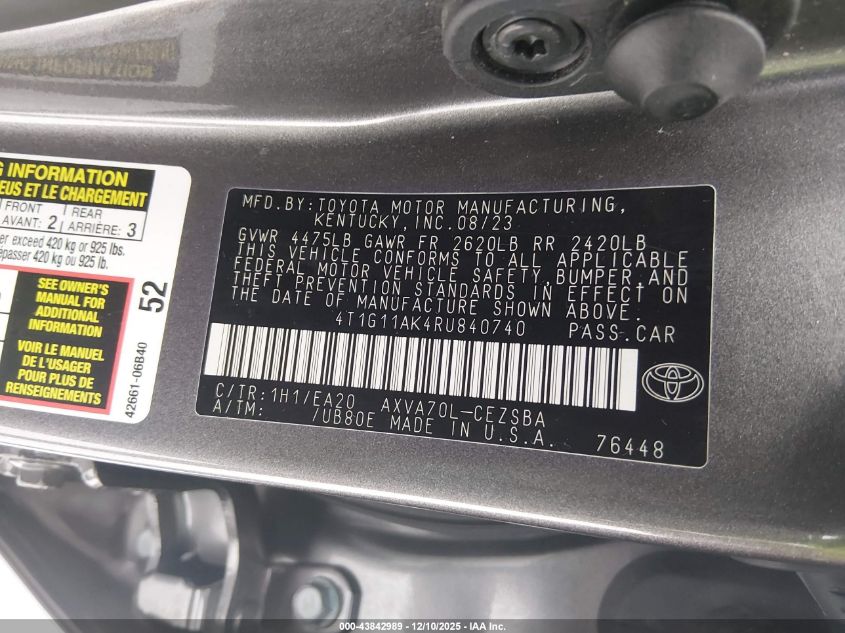 G INFORMATION
EUS ET LE CHARGEMENT
FRONT
AVANT: 2
REAR
ARRIÈRE: 3
er exceed 420 kg or 925 lbs.
epasser 420 kg ou 925 lb.
SEE OWNER'S
MANUAL FOR
ADDITIONAL
INFORMATION
VOIR LE MANUEL
DE L'USAGER
POUR PLUS DE
RENSEIGNEMENTS
52
42661-06B40
MFD. BY: TOYOTA MOTOR MANUFACTURING,
KENTUCKY, INC. 08/23
GVWR 4475LB GAWR FR 2620LB RR 2420LB
THIS VEHICLE CONFORMS TO ALL APPLICABLE
FEDERAL MOTOR VEHICLE SAFETY, BUMPER, AND
THEFT PREVENTION STANDARDS IN EFFECT ON
THE DATE OF MANUFACTURE SHOWN ABOVE.
4T1G11AK4RU840740 PASS. CAR
C/TR: 1H1/EA20 AXVA70L-CEZSBA
A/TM: /UB80E MADE IN U.S.A.
76448
000-43842989 — 12/10/2025 — IAA — COPART